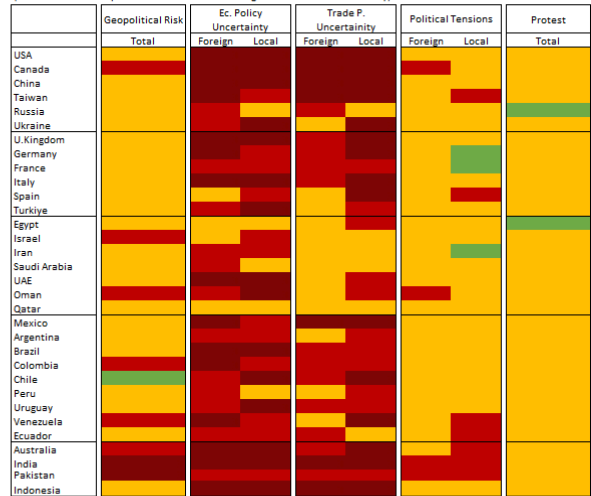 Geopolitical Risk Ec. Policy Uncertainty Trade P. Uncertainity Political Tensions Protest
Total Foreign Local Foreign Local Foreign Local Total
USA
Canada
China
Taiwan
Russia
Ukraine
U.Kingdom
Germany
France
Italy
Spain
Turkiye
Egypt
Israel
Iran
Saudi Arabia
UAE
Oman
Qatar
Mexico
Argentina
Brazil
Colombia
Chile
Peru
Uruguay
Venezuela
Ecuador
Australia
India
Pakistan
Indonesia